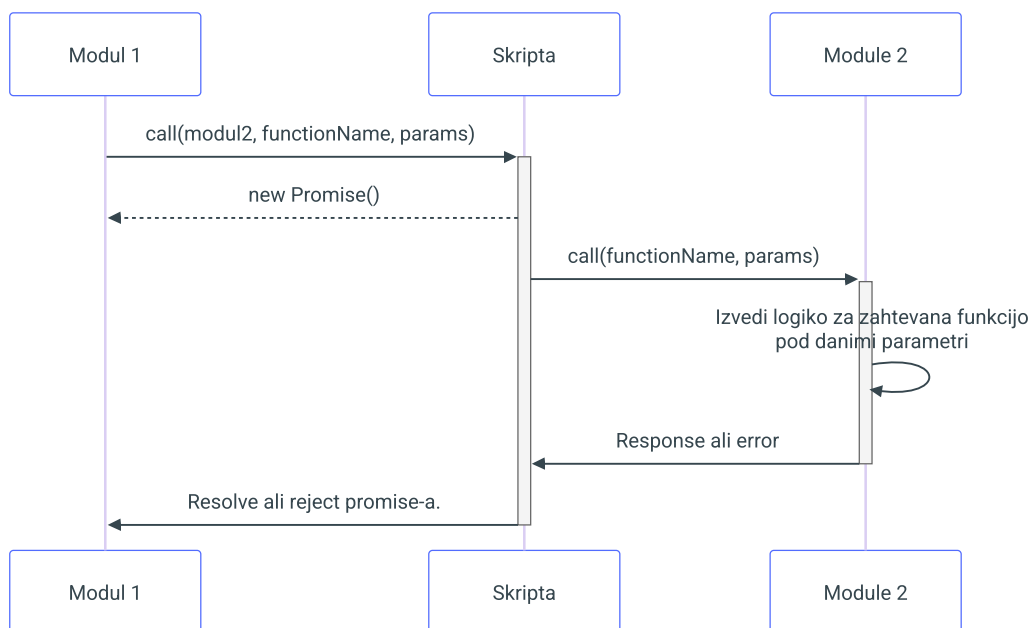 Modul 1
Skripta
Module 2
call(modul2, functionName, params)
new Promise()
call(functionName, params)
Izvedi logiko za zahtevana funkcijo
pod danimi parametri
Response ali error
Resolve ali reject promise-a.
Modul 1
Skripta
Module 2